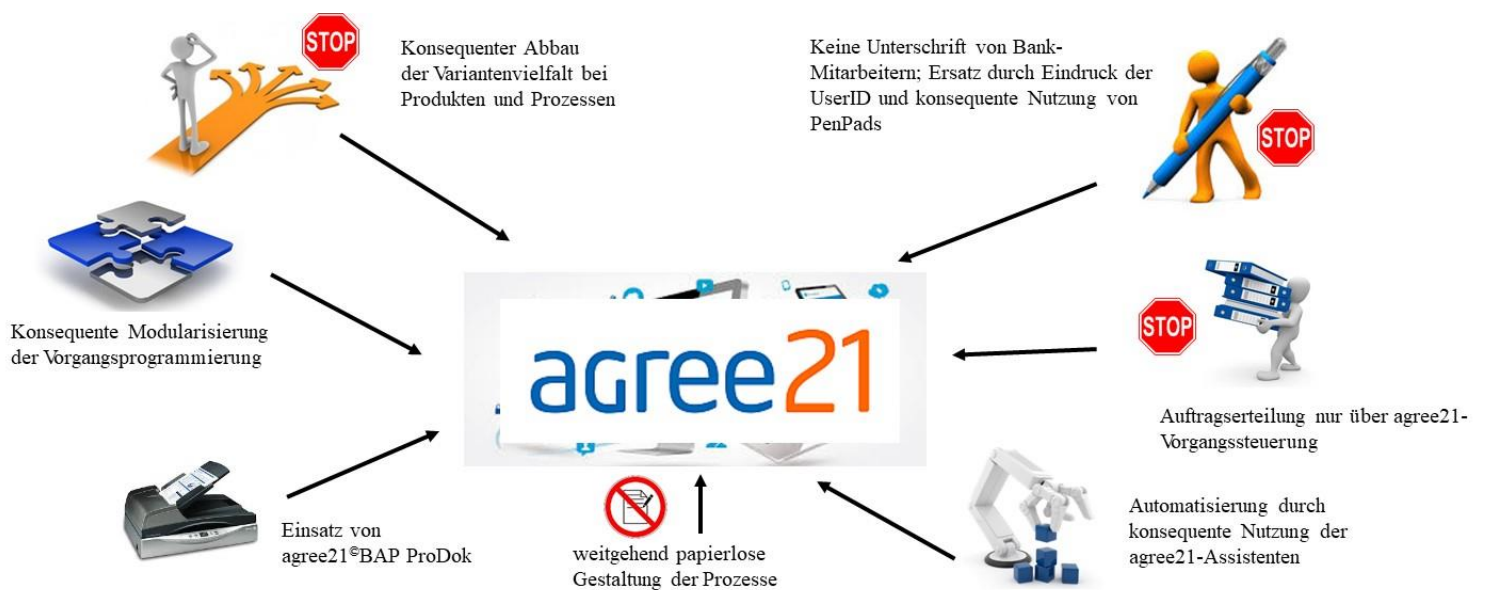 STOP
Konsequenter Abbau
der Variantenvielfalt bei
Produkten und Prozessen
Keine Unterschrift von Bank-
Mitarbeitern; Ersatz durch Eindruck der
UserID und konsequente Nutzung von
PenPads
STOP
Konsequente Modularisierung
der Vorgangsprogrammierung
agree21
STOP
Auftragserteilung nur über agree21-
Vorgangssteuerung
Einsatz von
agree21©BAP ProDok
weitgehend papierlose
Gestaltung der Prozesse
Automatisierung durch
konsequente Nutzung der
agree21-Assistenten